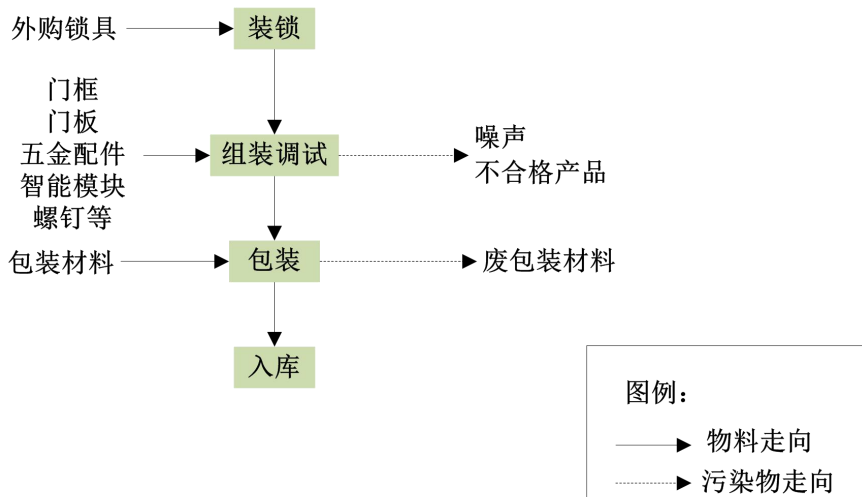 外购锁具
装锁
门框
门板
五金配件
智能模块
螺钉等
组装调试
噪声
不合格产品
包装材料
包装
废包装材料
入库
图例：
物料走向
污染物走向